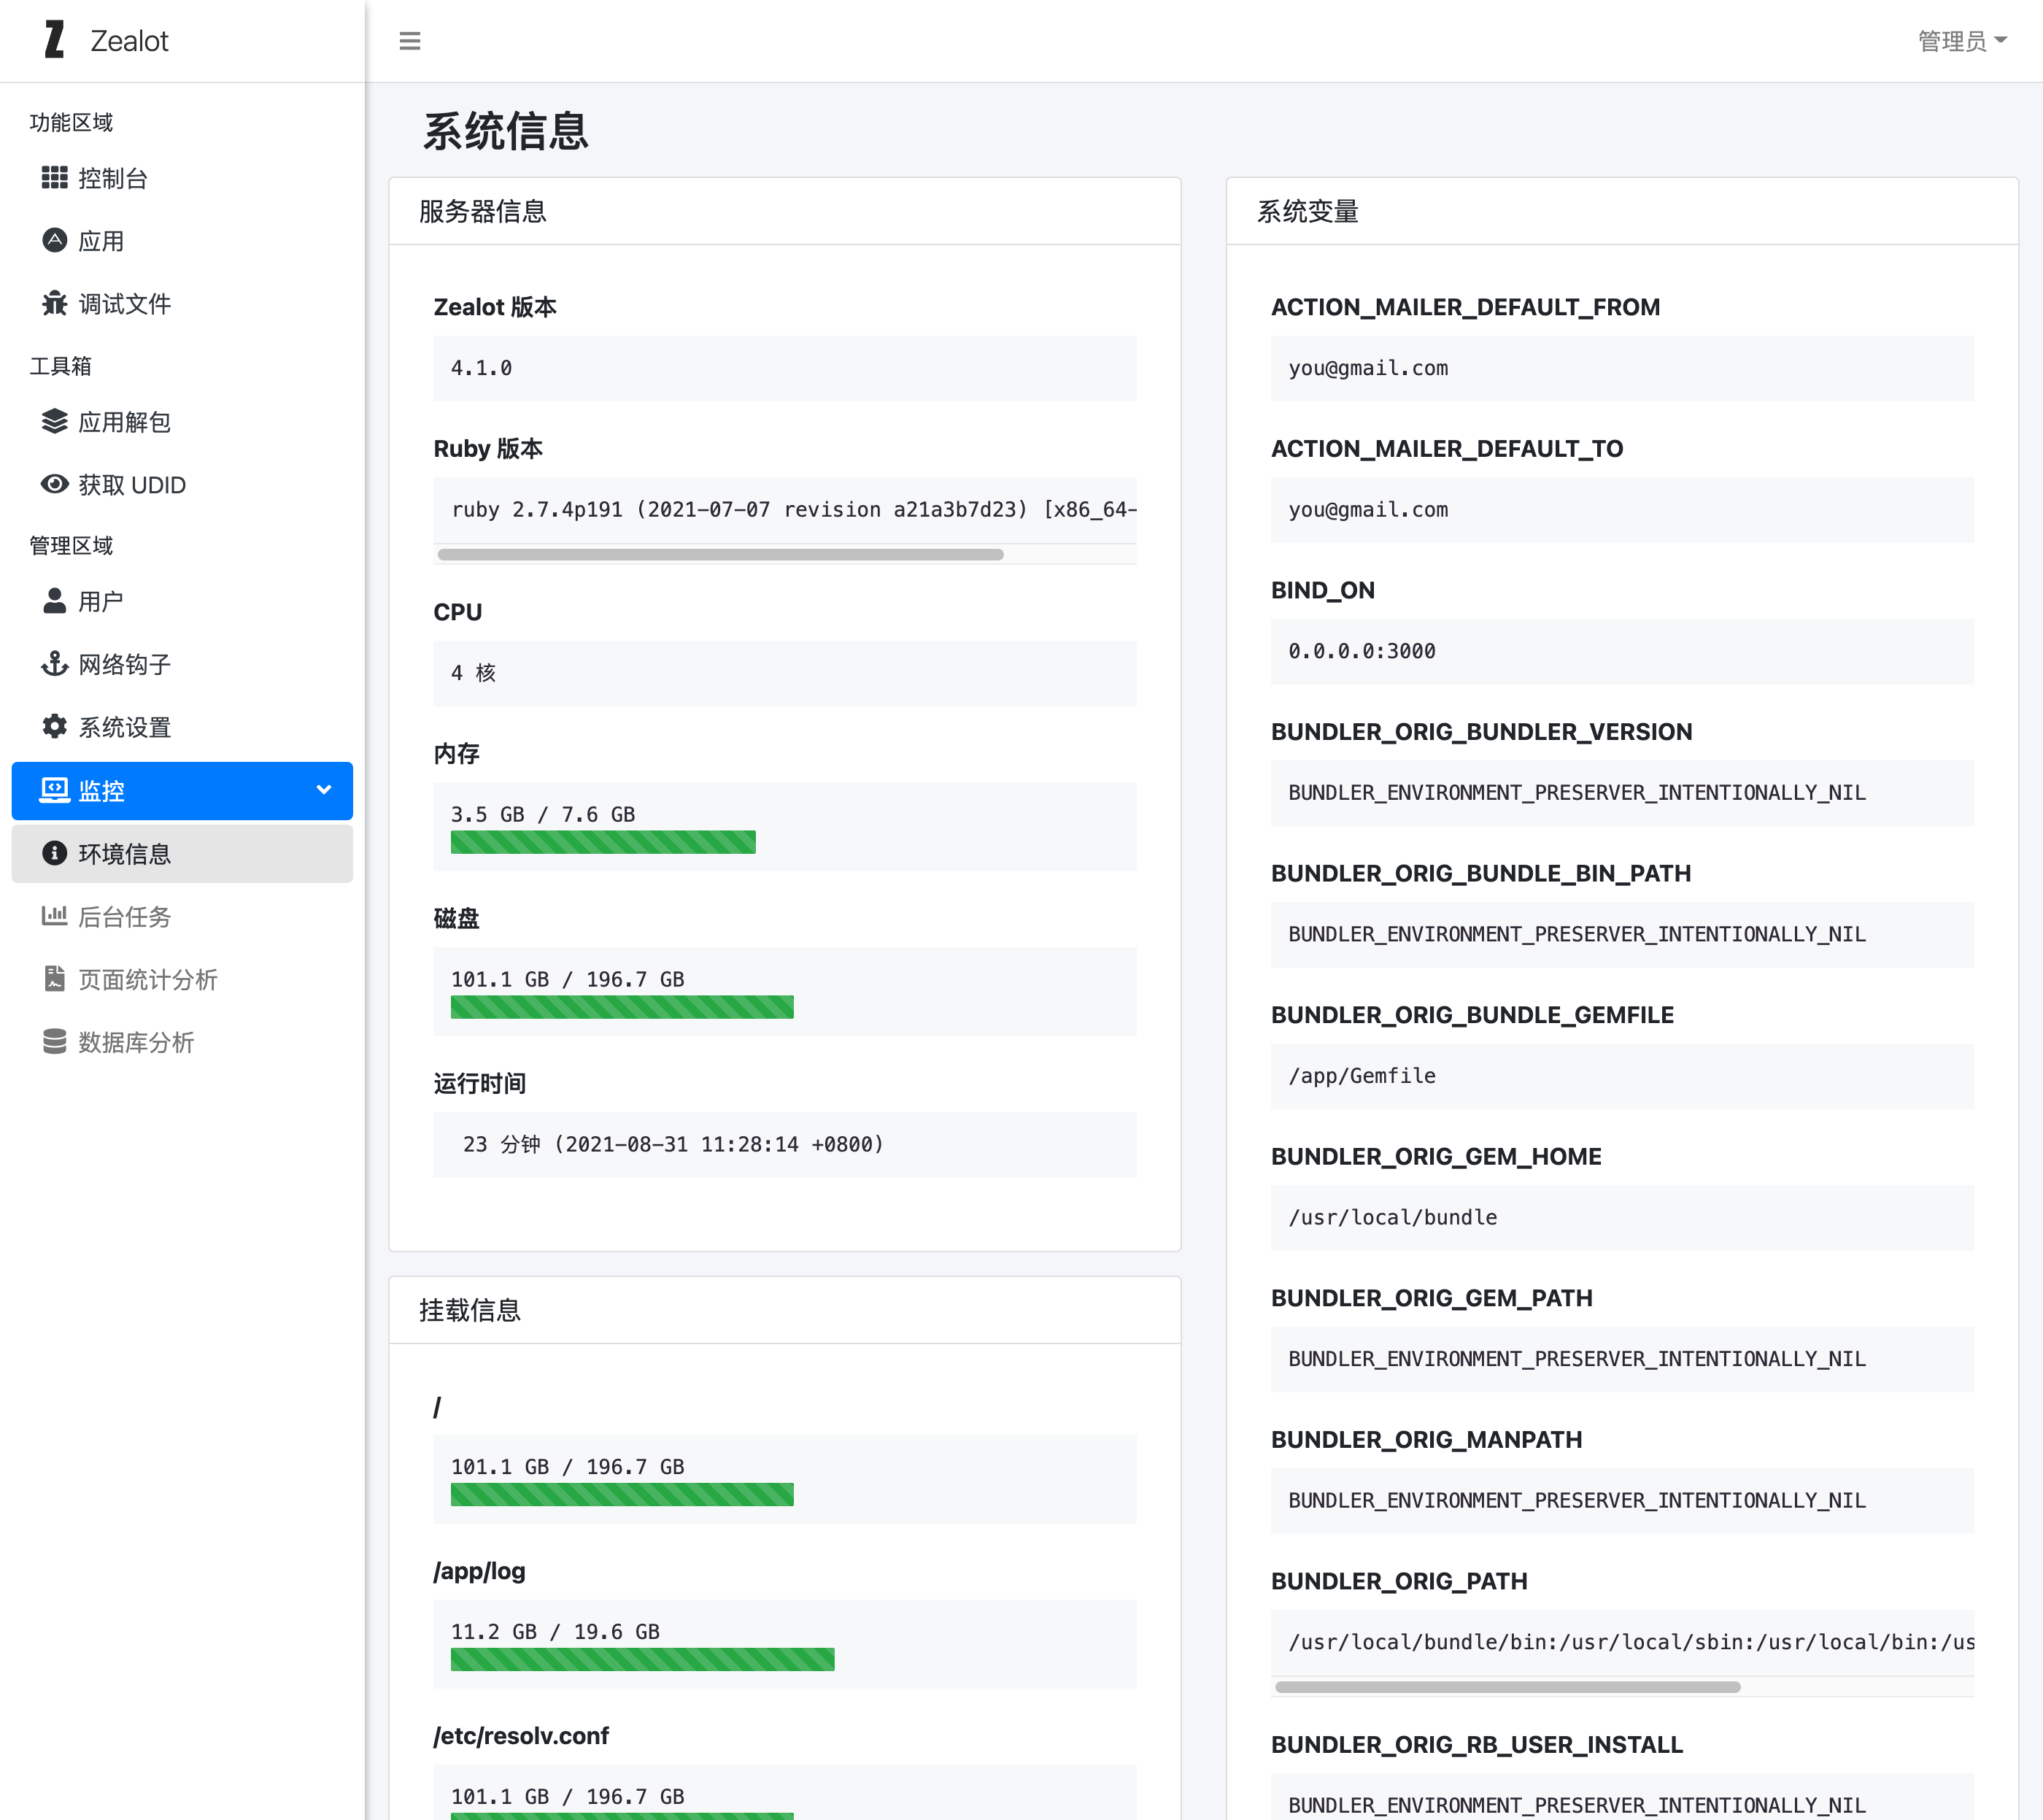 Zealot
管理员
功能区域
控制台
应用
调试文件
工具箱
应用解包
获取 UDID
管理区域
用户
网络钩子
系统设置
监控
环境信息
后台任务
页面统计分析
数据库分析
系统信息
服务器信息
Zealot 版本
4.1.0
Ruby 版本
ruby 2.7.4p191 (2021-07-07 revision a21a3b7d23) [x86_64-
CPU
4 核
内存
3.5 GB / 7.6 GB
磁盘
101.1 GB / 196.7 GB
运行时间
23 分钟 (2021-08-31 11:28:14 +0800)
挂载信息
/
101.1 GB / 196.7 GB
/app/log
11.2 GB / 19.6 GB
/etc/resolv.conf
101.1 GB / 196.7 GB
系统变量
ACTION_MAILER_DEFAULT_FROM
you@gmail.com
ACTION_MAILER_DEFAULT_TO
you@gmail.com
BIND_ON
0.0.0.0:3000
BUNDLER_ORIG_BUNDLER_VERSION
BUNDLER_ENVIRONMENT_PRESERVER_INTENTIONALLY_NIL
BUNDLER_ORIG_BUNDLE_BIN_PATH
BUNDLER_ENVIRONMENT_PRESERVER_INTENTIONALLY_NIL
BUNDLER_ORIG_BUNDLE_GEMFILE
/app/Gemfile
BUNDLER_ORIG_GEM_HOME
/usr/local/bundle
BUNDLER_ORIG_GEM_PATH
BUNDLER_ENVIRONMENT_PRESERVER_INTENTIONALLY_NIL
BUNDLER_ORIG_MANPATH
BUNDLER_ENVIRONMENT_PRESERVER_INTENTIONALLY_NIL
BUNDLER_ORIG_PATH
/usr/local/bundle/bin:/usr/local/sbin:/usr/local/bin:/us
BUNDLER_ORIG_RB_USER_INSTALL
BUNDLER_ENVIRONMENT_PRESERVER_INTENTIONALLY_NIL